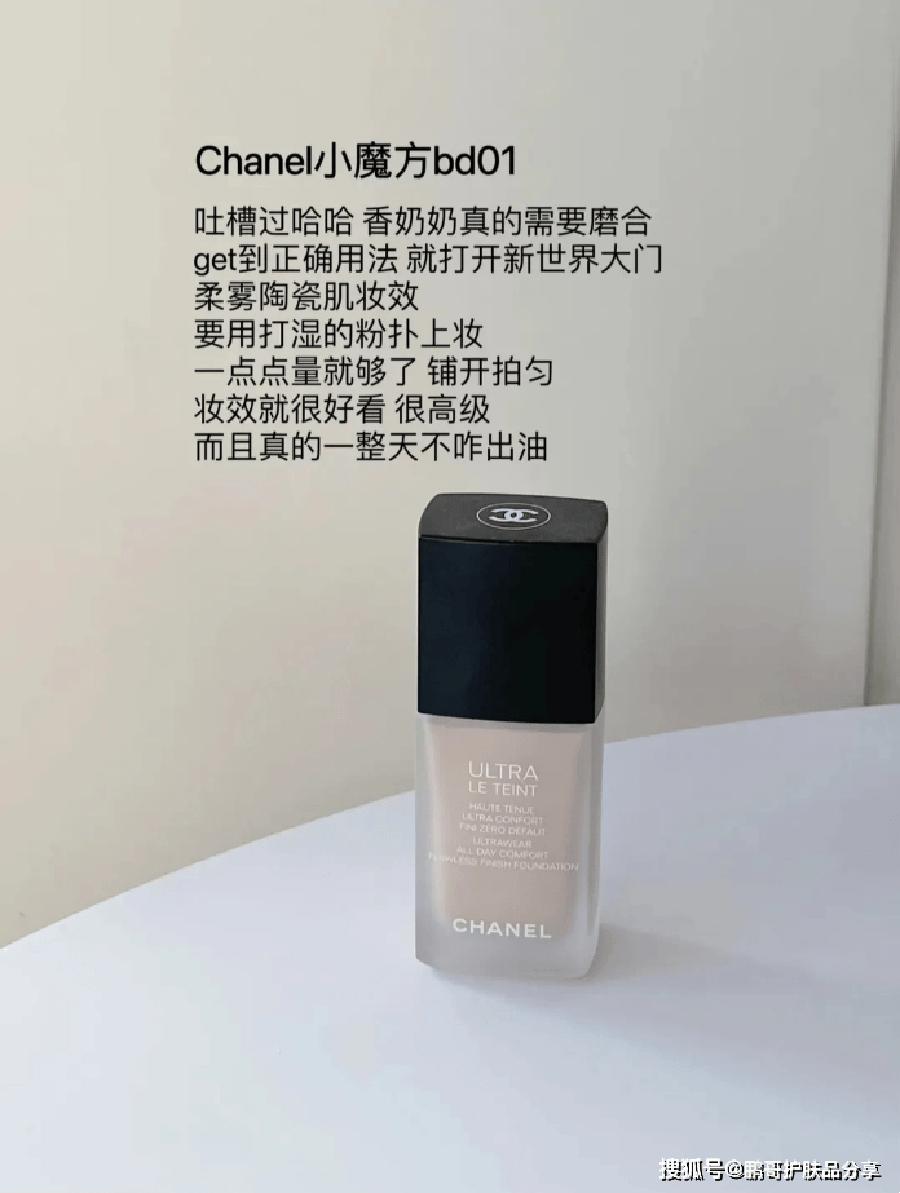 Chanel小魔方bd01
吐槽过哈哈 香奶奶真的需要磨合
get到正确用法 就打开新世界大门
柔雾陶瓷肌妆效
要用打湿的粉扑上妆
一点点量就够了 铺开拍匀
妆效就很好看 很高级
而且真的一整天不咋出油
ULTRA
LE TEINT
HAUTE TENUE
ULTRA CONFORT
FINI ZÉRO DÉFAUT
ULTRAWEAR
ALL DAY COMFORT
FLAWLESS FINISH FOUNDATION
CHANEL
搜狐号@鹏哥护肤品分享